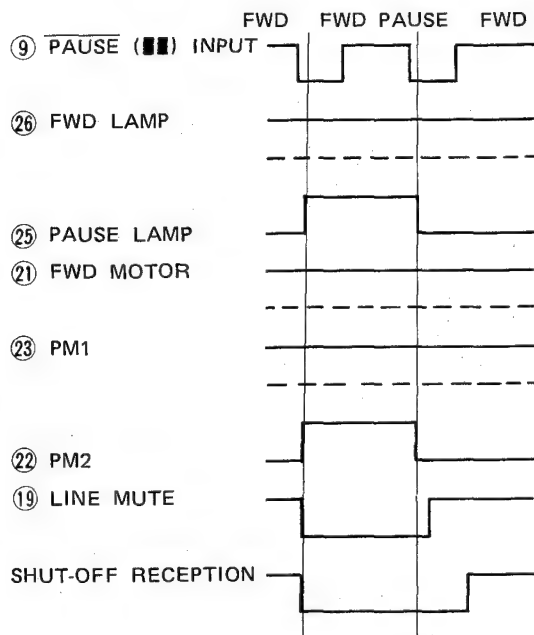 FWD FWD PAUSE FWD
⑨ PAUSE (▮▮) INPUT
㉖ FWD LAMP
㉕ PAUSE LAMP
㉑ FWD MOTOR
㉓ PM1
㉒ PM2
⑲ LINE MUTE
SHUT-OFF RECEPTION